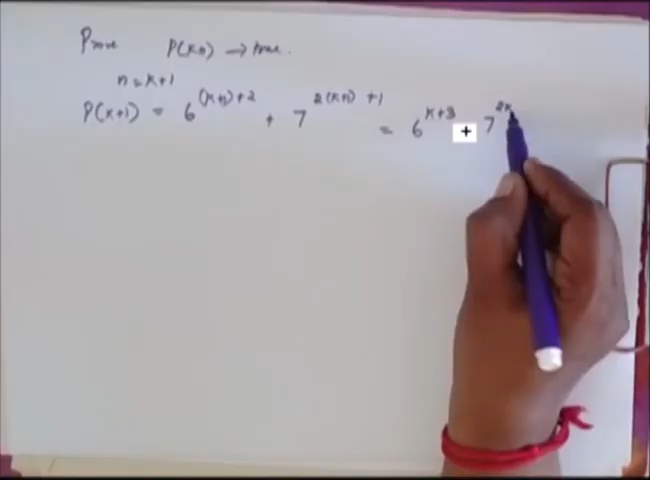 Prove P(k+1) → true.
n = k+1
P(k+1) = 6^(k+1)+2 + 7^2(k+1)+1
= 6^k+3 + 7^2k